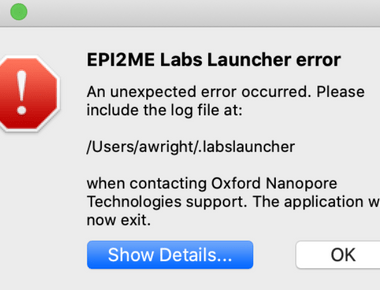 EPI2ME Labs Launcher error
An unexpected error occurred. Please
include the log file at:
/Users/awright/.labslauncher
when contacting Oxford Nanopore
Technologies support. The application w
now exit.
Show Details...
OK